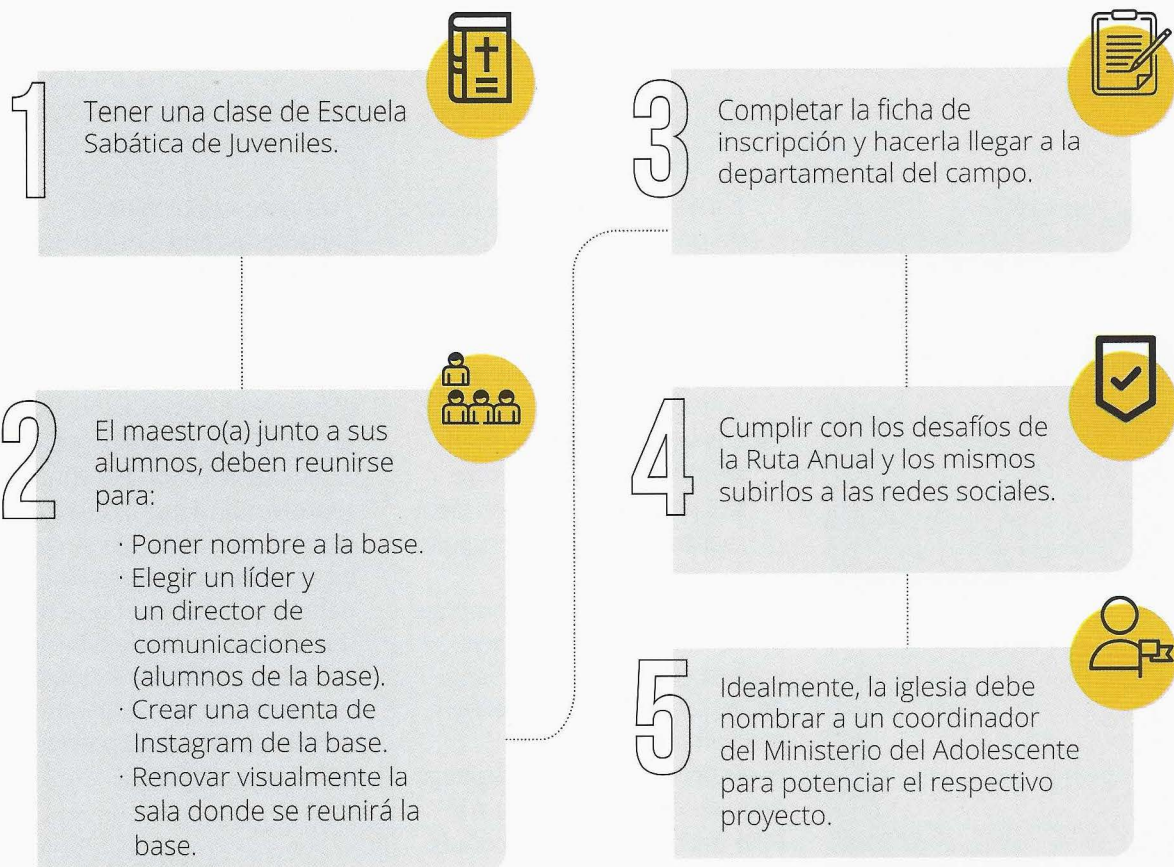 1
Tener una clase de Escuela
Sabática de Juveniles.
2
El maestro(a) junto a sus
alumnos, deben reunirse
para:
· Poner nombre a la base.
· Elegir un líder y
un director de
comunicaciones
(alumnos de la base).
· Crear una cuenta de
Instagram de la base.
· Renovar visualmente la
sala donde se reunirá la
base.
3
Completar la ficha de
inscripción y hacerla llegar a la
departamental del campo.
4
Cumplir con los desafíos de
la Ruta Anual y los mismos
subirlos a las redes sociales.
5
Idealmente, la iglesia debe
nombrar a un coordinador
del Ministerio del Adolescente
para potenciar el respectivo
proyecto.